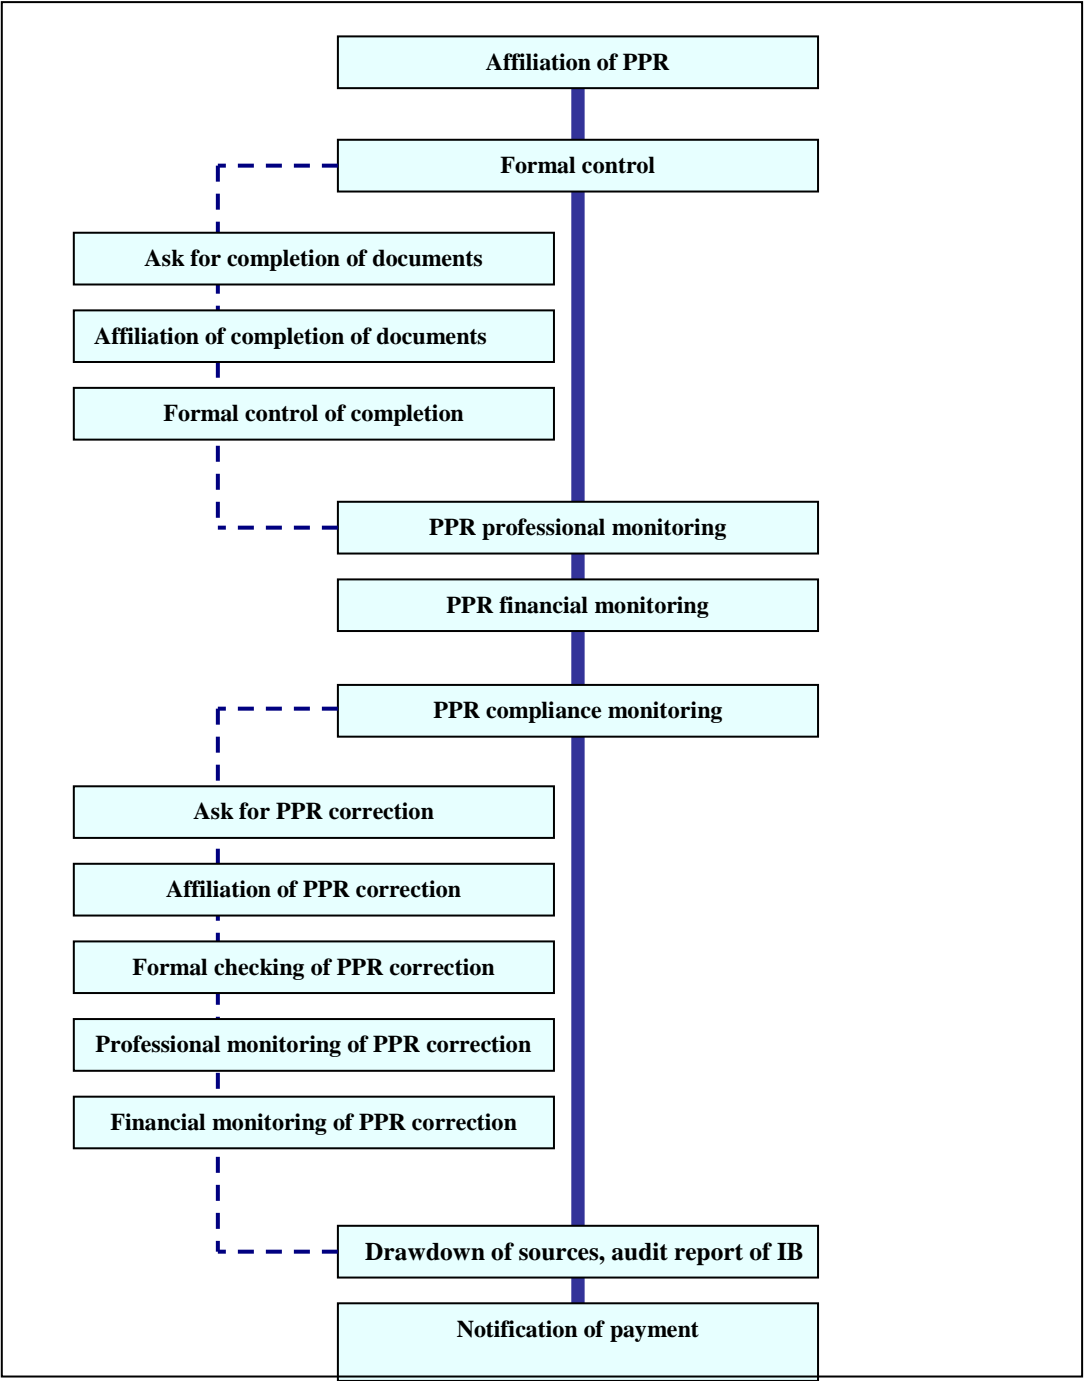 Affiliation of PPR
Formal control
Ask for completion of documents
Affiliation of completion of documents
Formal control of completion
PPR professional monitoring
PPR financial monitoring
PPR compliance monitoring
Ask for PPR correction
Affiliation of PPR correction
Formal checking of PPR correction
Professional monitoring of PPR correction
Financial monitoring of PPR correction
Drawdown of sources, audit report of IB
Notification of payment